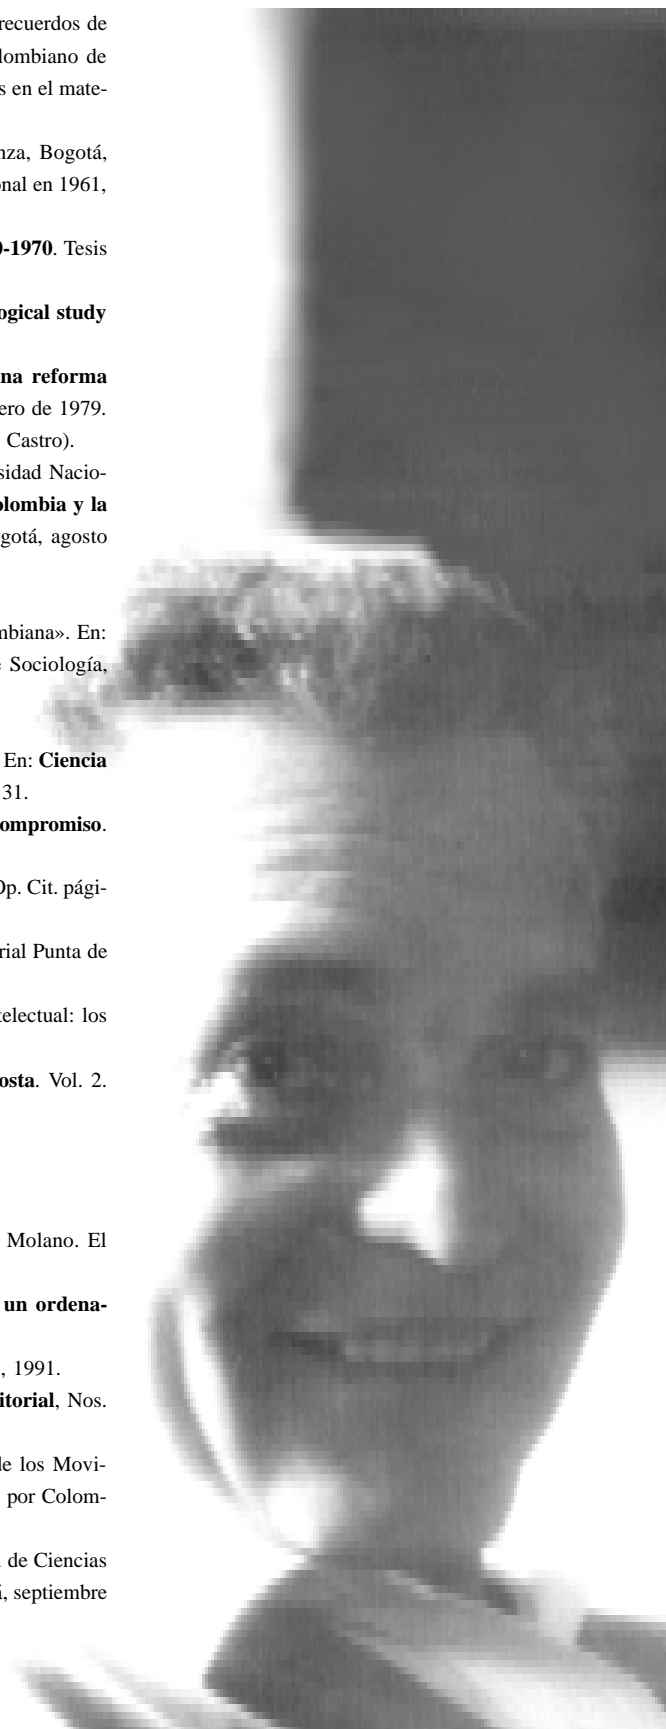 recuerdos de
lombiano de
s en el mate-
nza, Bogotá,
onal en 1961,
0-1970. Tesis
ogical study
na reforma
ero de 1979.
Castro).
sidad Nacio-
olombia y la
gotá, agosto
mbiana». En:
e Sociología,
En: Ciencia
31.
ompromiso.
Op. Cit. pági-
rial Punta de
telectual: los
osta. Vol. 2.
Molano. El
un ordena-
, 1991.
itorial, Nos.
de los Movi-
por Colom-
de Ciencias
á, septiembre